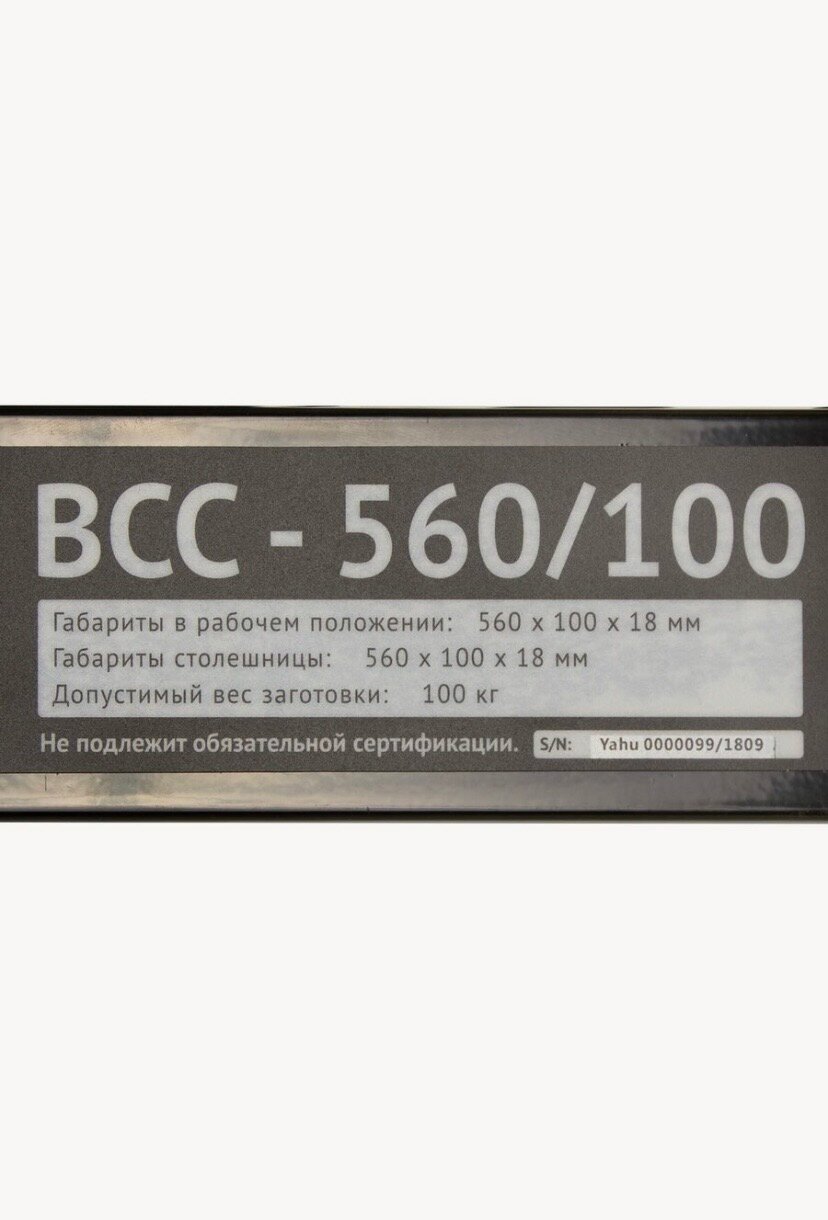 ВСС - 560/100
Габариты в рабочем положении: 560 х 100 х 18 мм
Габариты столешницы: 560 х 100 х 18 мм
Допустимый вес заготовки: 100 кг
Не подлежит обязательной сертификации. S/N: Yahu 0000099/1809